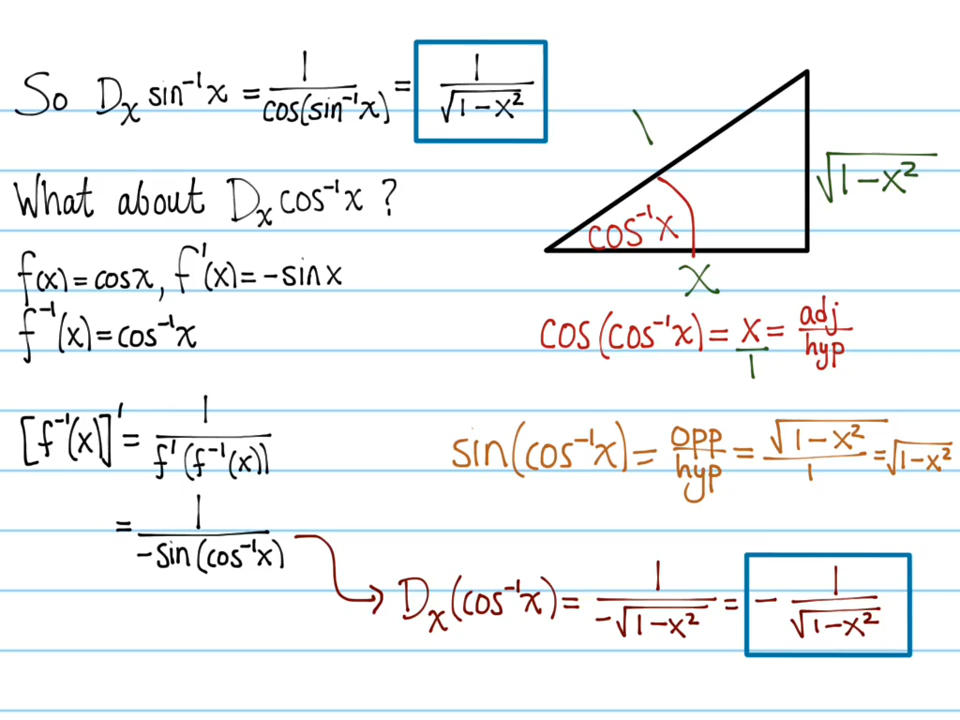 So Dₓ sin⁻¹x = 1/cos(sin⁻¹x) = 1/√(1−x²)
What about Dₓ cos⁻¹x ?
f(x) = cosx, f'(x) = −sinx
f⁻¹(x) = cos⁻¹x
[f⁻¹(x)]' = 1/f'(f⁻¹(x))
= 1/−sin(cos⁻¹x)
1
√(1−x²)
cos⁻¹x
x
cos(cos⁻¹x) = x/1 = adj/hyp
sin(cos⁻¹x) = opp/hyp = √(1−x²)/1 = √(1−x²)
→ Dₓ(cos⁻¹x) = 1/−√(1−x²) = − 1/√(1−x²)